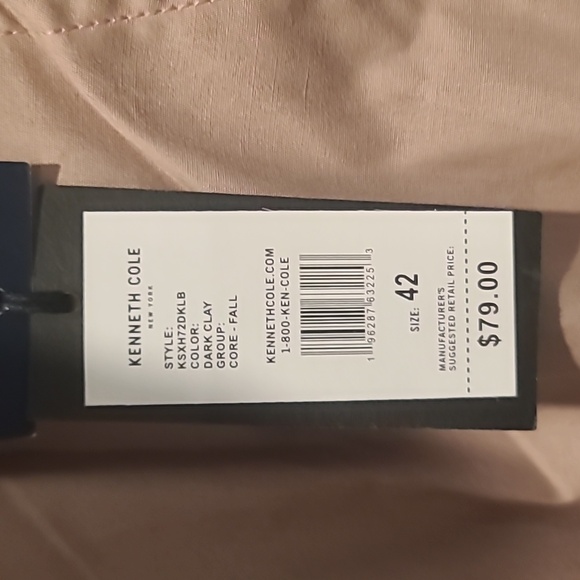 KENNETH COLE
NEW YORK
STYLE:
KSXH72DKLB
COLOR:
DARK CLAY
GROUP:
CORE - FALL
KENNETHCOLE.COM
1-800-KEN-COLE
1 96287 63225 3
SIZE: 42
MANUFACTURER'S
SUGGESTED RETAIL PRICE:
$79.00